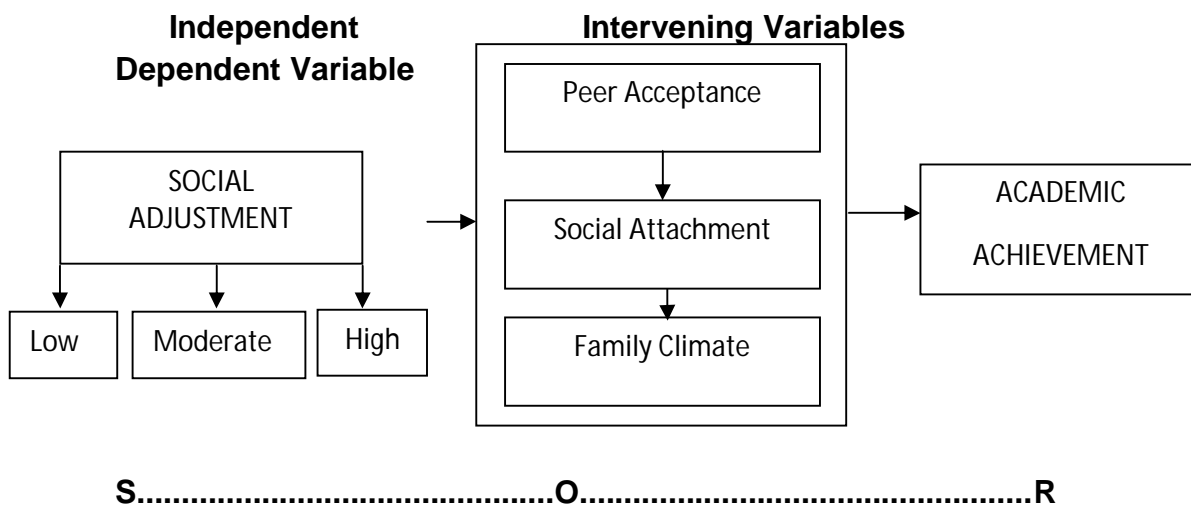 Independent Intervening Variables
Dependent Variable
Peer Acceptance
SOCIAL
ADJUSTMENT
Social Attachment
ACADEMIC
ACHIEVEMENT
Low
Moderate
High
Family Climate
S...............................................O.....................................................R